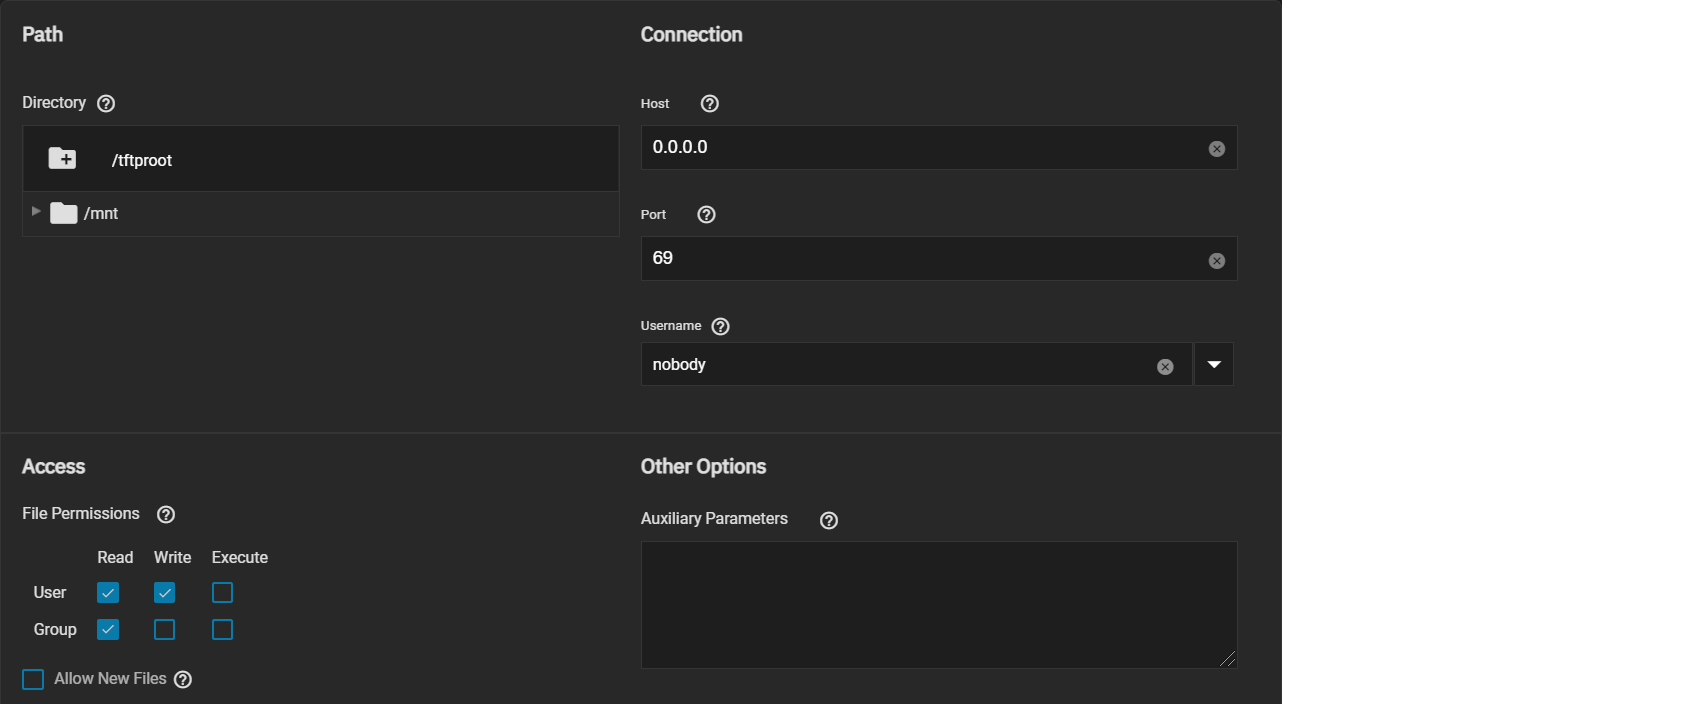 Path
Directory
/tftproot
/mnt
Connection
Host
0.0.0.0
Port
69
Username
nobody
Access
File Permissions
Read Write Execute
User
Group
Allow New Files
Other Options
Auxiliary Parameters